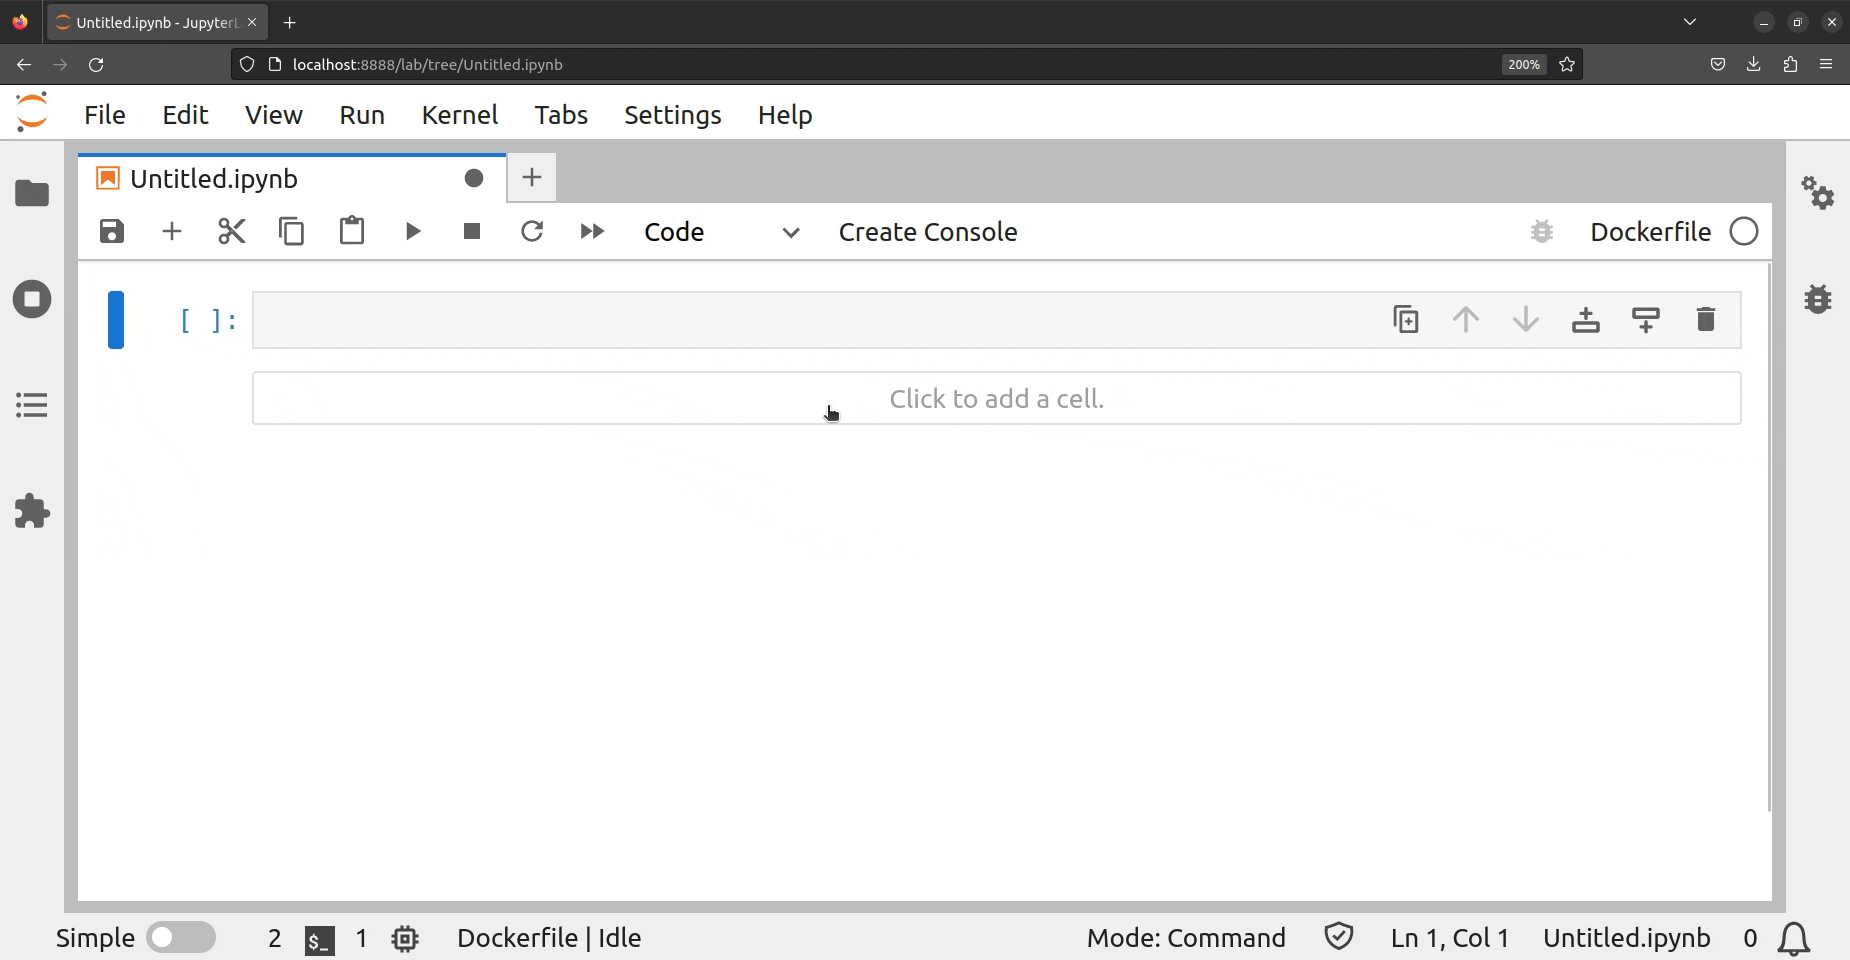 Untitled.ipynb - JupyterL
localhost:8888/lab/tree/Untitled.ipynb
200%
File Edit View Run Kernel Tabs Settings Help
Untitled.ipynb
Code Create Console Dockerfile
[ ]:
Click to add a cell.
Simple 2 $_ 1 Dockerfile | Idle Mode: Command Ln 1, Col 1 Untitled.ipynb 0